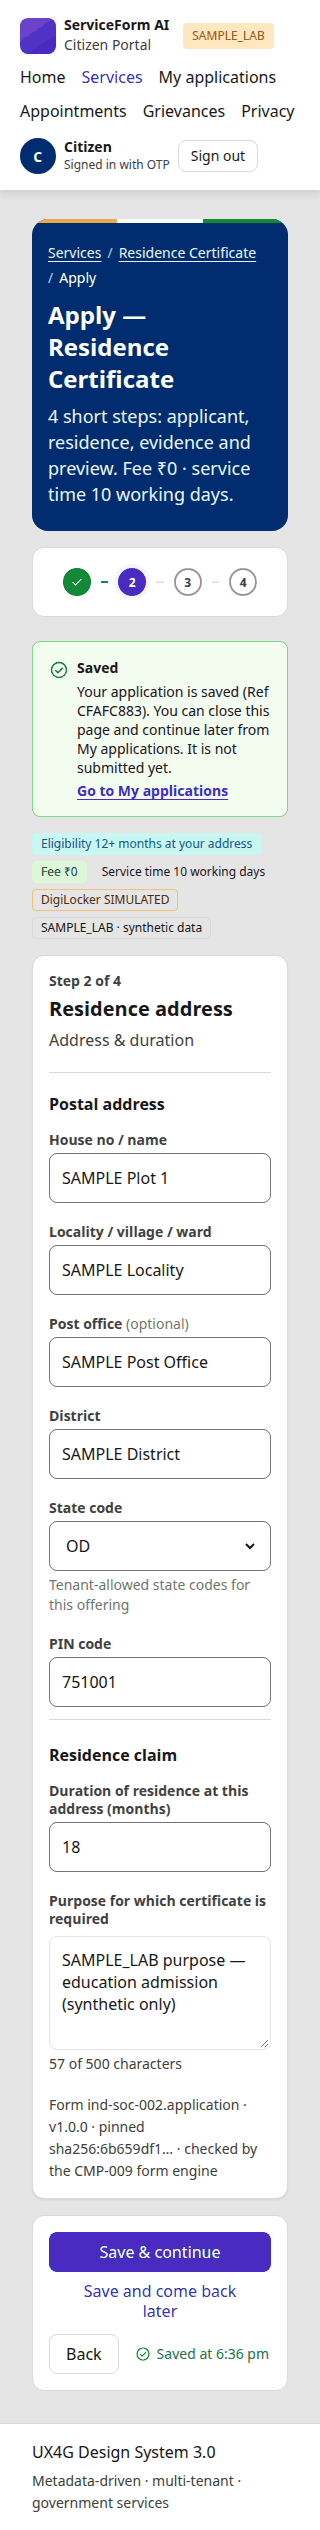 ServiceForm AI
Citizen Portal
SAMPLE_LAB
Home Services My applications
Appointments Grievances Privacy
C
Citizen
Signed in with OTP
Sign out
Services / Residence Certificate
/ Apply
Apply —
Residence
Certificate
4 short steps: applicant,
residence, evidence and
preview. Fee ₹0 · service
time 10 working days.
2 3 4
Saved
Your application is saved (Ref
CFAFC883). You can close this
page and continue later from
My applications. It is not
submitted yet.
Go to My applications
Eligibility 12+ months at your address
Fee ₹0 Service time 10 working days
DigiLocker SIMULATED
SAMPLE_LAB · synthetic data
Step 2 of 4
Residence address
Address & duration
Postal address
House no / name
SAMPLE Plot 1
Locality / village / ward
SAMPLE Locality
Post office (optional)
SAMPLE Post Office
District
SAMPLE District
State code
OD
Tenant-allowed state codes for
this offering
PIN code
751001
Residence claim
Duration of residence at this
address (months)
18
Purpose for which certificate is
required
SAMPLE_LAB purpose —
education admission
(synthetic only)
57 of 500 characters
Form ind-soc-002.application ·
v1.0.0 · pinned
sha256:6b659df1… · checked by
the CMP-009 form engine
Save & continue
Save and come back
later
Back
Saved at 6:36 pm
UX4G Design System 3.0
Metadata-driven · multi-tenant ·
government services